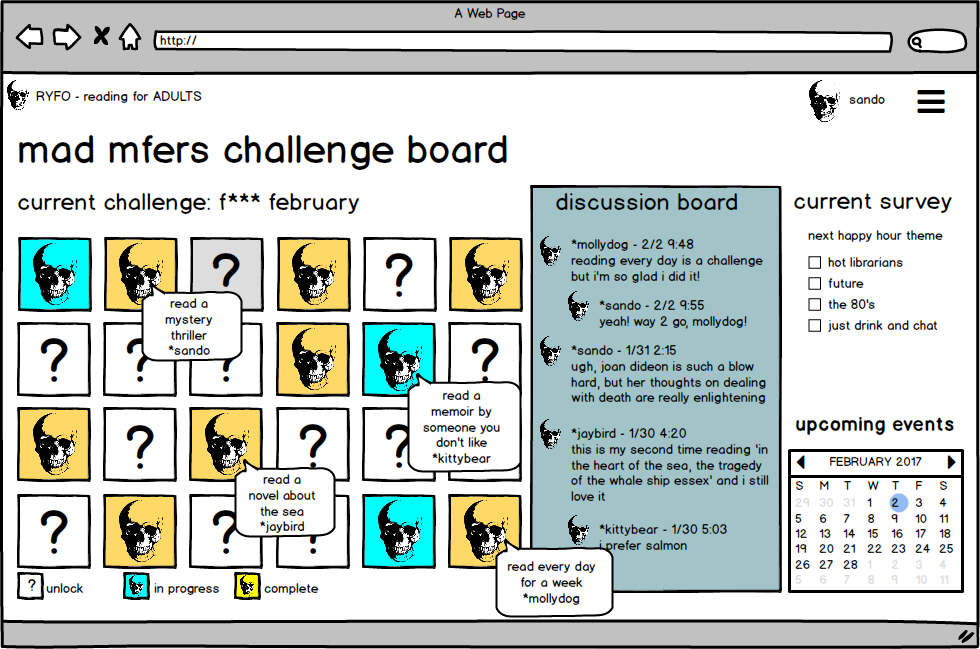 A Web Page
http://
RYFO - reading for ADULTS
sando
mad mfers challenge board
current challenge: f*** february
?
?
read a
mystery
thriller
*sando
?
?
?
?
read a
memoir by
someone you
don't like
*kittybear
?
?
?
read a
novel about
the sea
*jaybird
?
?
?
read every day
for a week
*mollydog
? unlock
in progress
complete
discussion board
*mollydog - 2/2 9:48
reading every day is a challenge
but i'm so glad i did it!
*sando - 2/2 9:55
yeah! way 2 go, mollydog!
*sando - 1/31 2:15
ugh, joan dideon is such a blow
hard, but her thoughts on dealing
with death are really enlightening
*jaybird - 1/30 4:20
this is my second time reading 'in
the heart of the sea, the tragedy
of the whale ship essex' and i still
love it
*kittybear - 1/30 5:03
i prefer salmon
current survey
next happy hour theme
hot librarians
future
the 80's
just drink and chat
upcoming events
FEBRUARY 2017
S M T W T F S
29 30 31 1 2 3 4
5 6 7 8 9 10 11
12 13 14 15 16 17 18
19 20 21 22 23 24 25
26 27 28 1 2 3 4
5 6 7 8 9 10 11